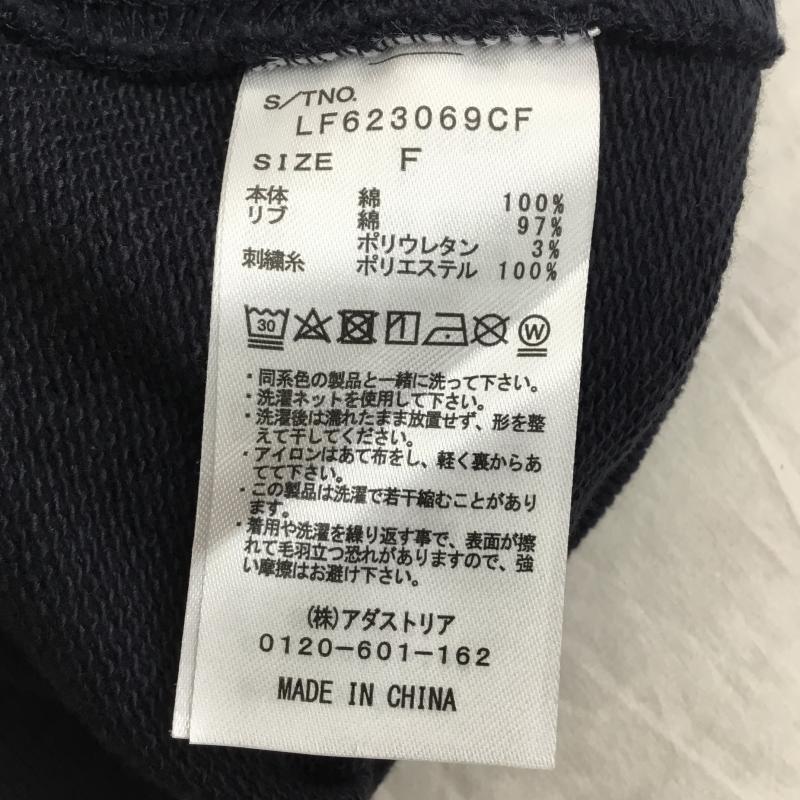 S/TNO.
LF623069CF
SIZE F
本体 綿 100%
リブ 綿 97%
ポリウレタン 3%
刺繍糸 ポリエステル 100%
30 W
・同系色の製品と一緒に洗って下さい。
・洗濯ネットを使用して下さい。
・洗濯後は濡れたまま放置せず、形を整
えて干してください。
・アイロンはあて布をし、軽く裏からあ
てて下さい。
・この製品は洗濯で若干縮むことがあり
ます。
・着用や洗濯を繰り返す事で、表面が擦
れて毛羽立つ恐れがありますので、強
い摩擦はお避け下さい。
(株)アダストリア
0120-601-162
MADE IN CHINA